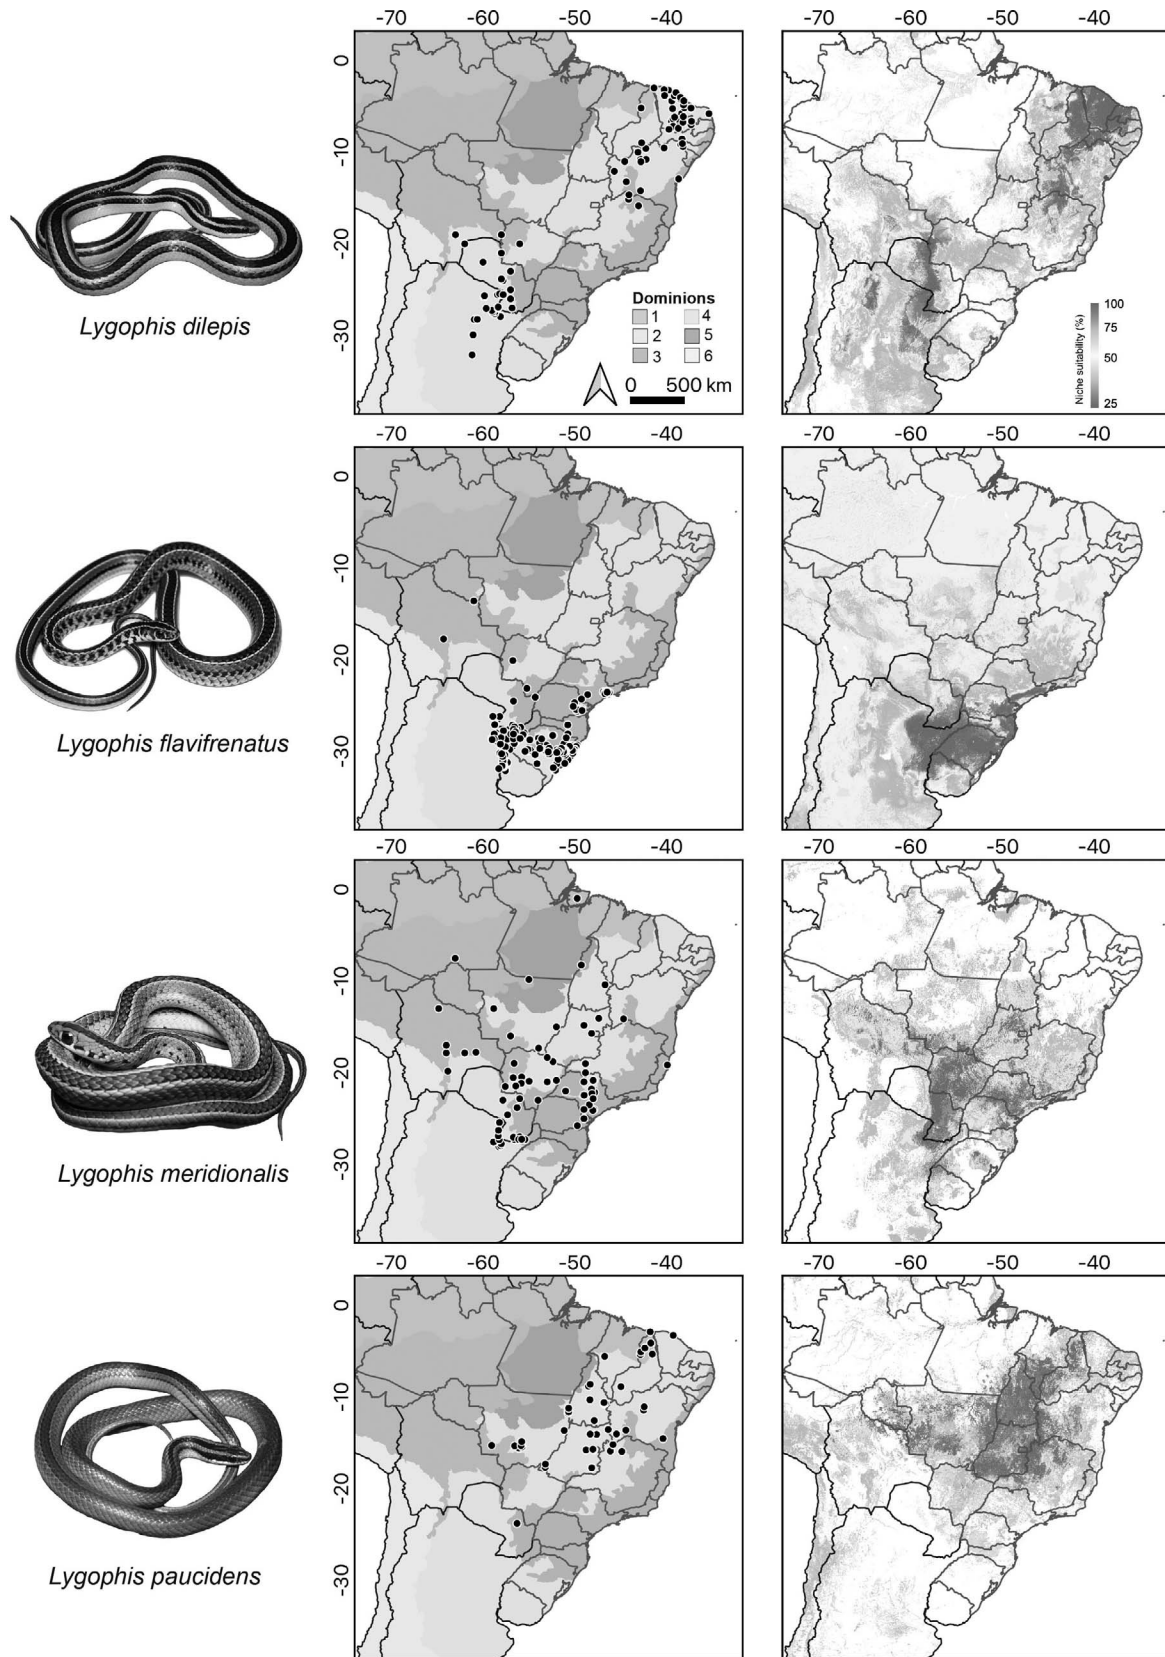 -70 -60 -50 -40
-70 -60 -50 -40
0
-10
-20
-30
Lygophis dilepis
Dominions
1 4
2 5
3 6
0 500 km
Niche suitability (%)
100
75
50
25
-70 -60 -50 -40
-70 -60 -50 -40
0
-10
-20
-30
Lygophis flavifrenatus
-70 -60 -50 -40
-70 -60 -50 -40
0
-10
-20
-30
Lygophis meridionalis
-70 -60 -50 -40
-70 -60 -50 -40
0
-10
-20
-30
Lygophis paucidens